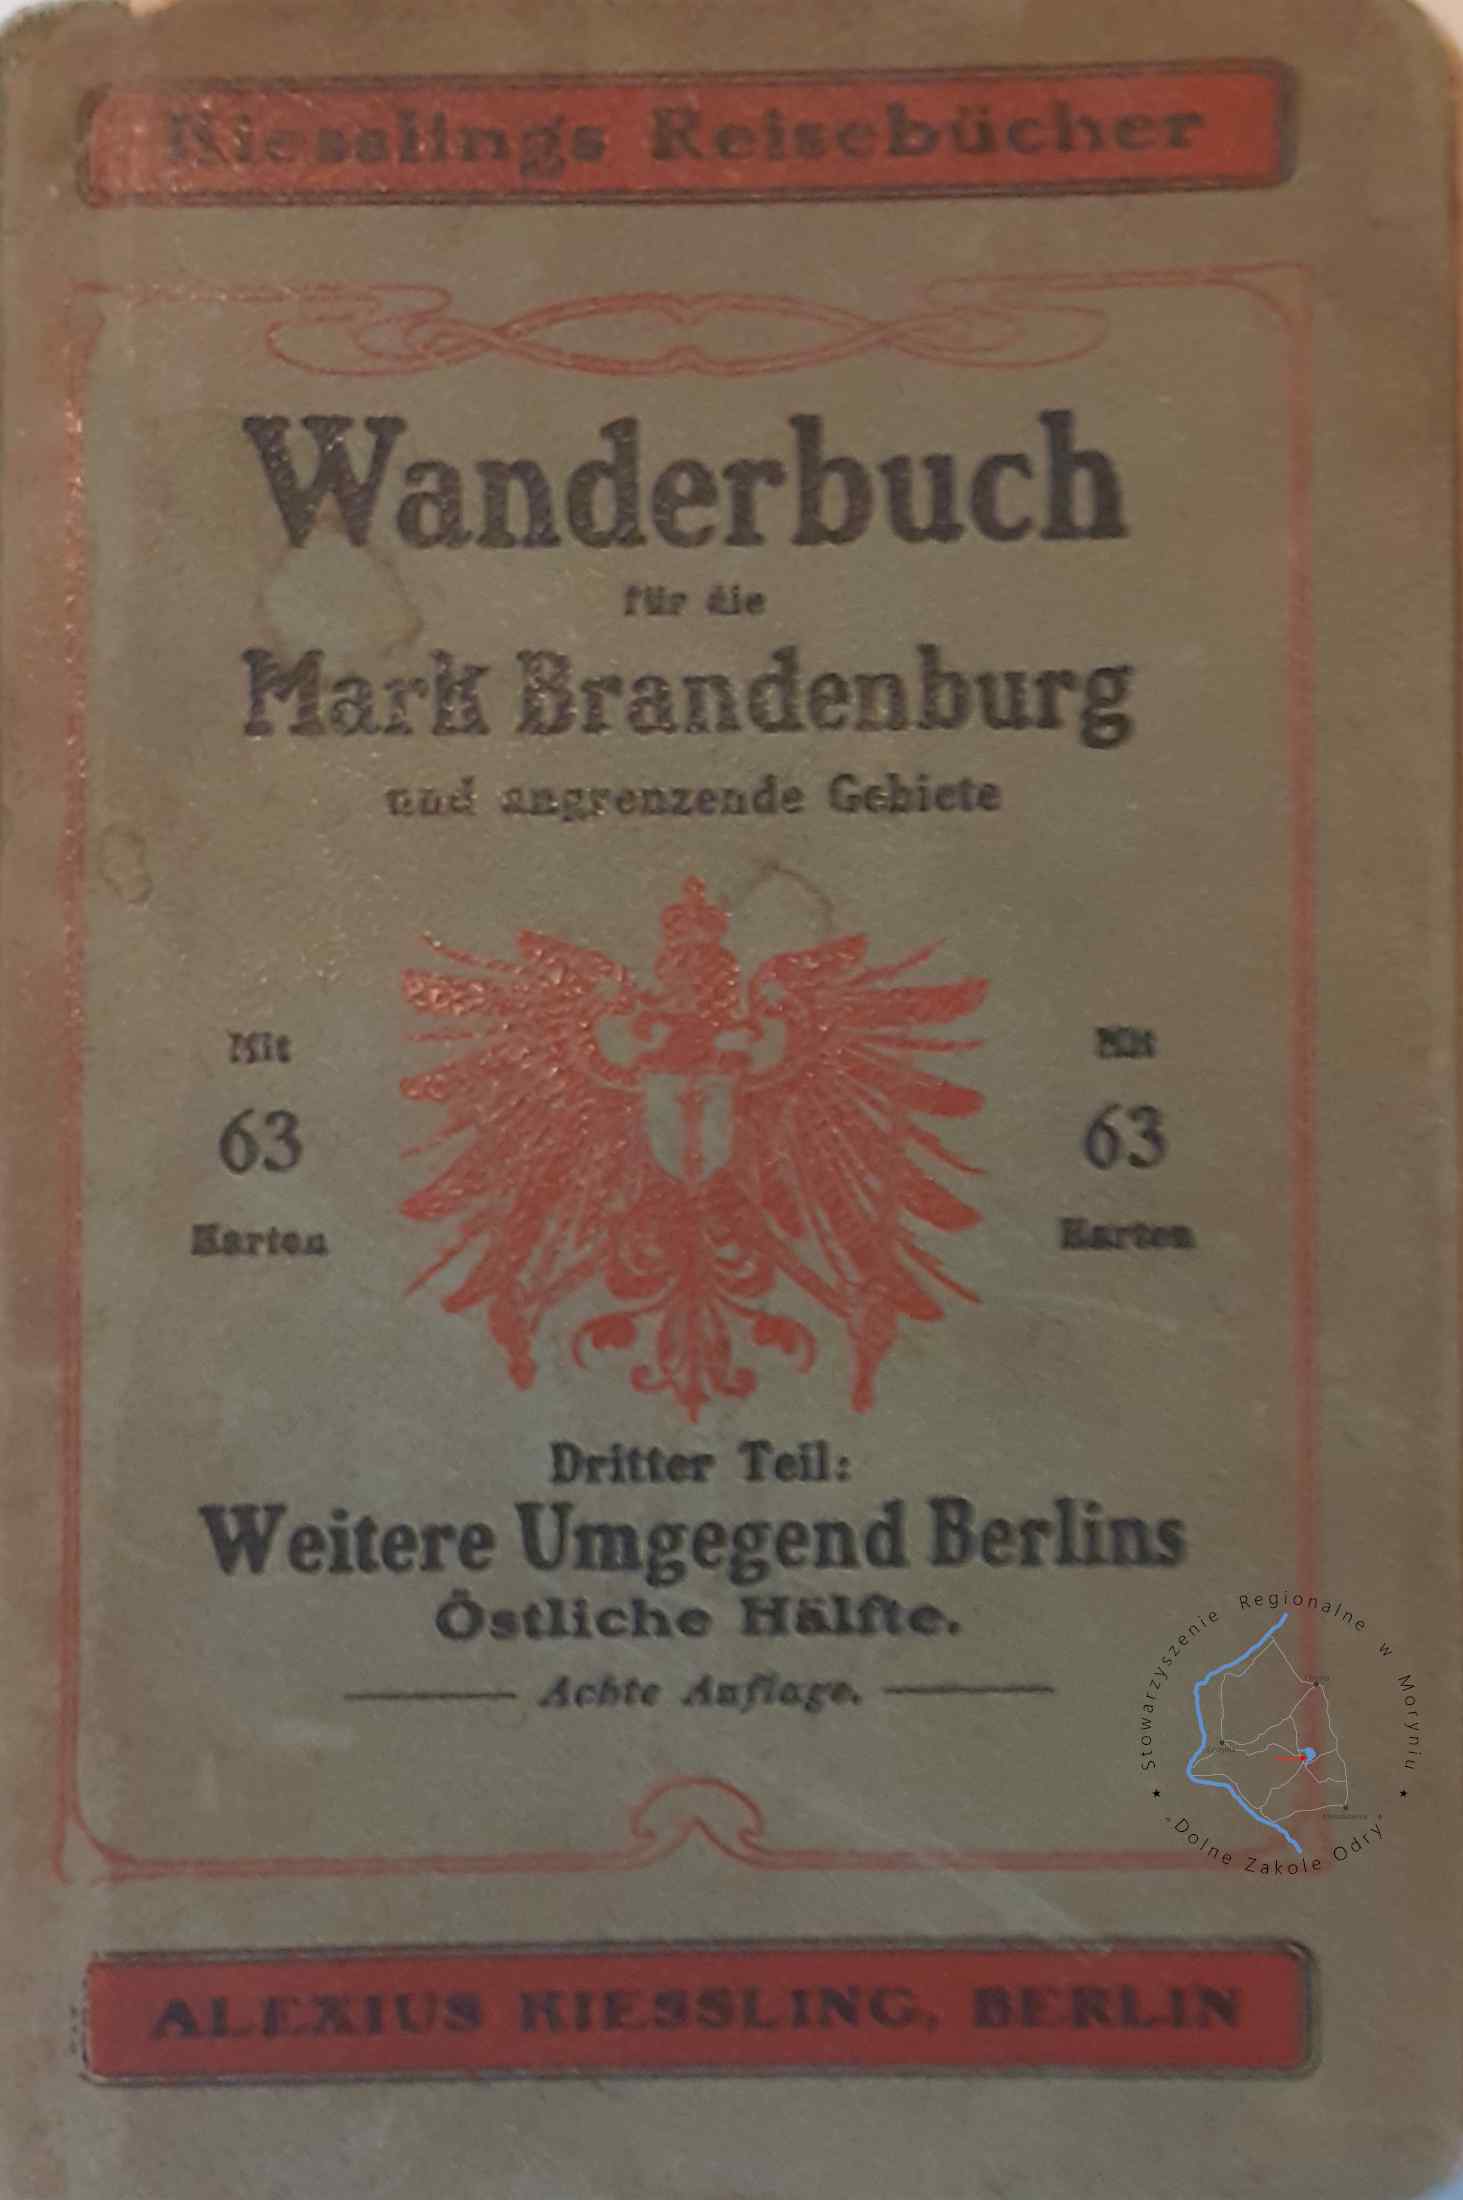 Kiesslings Reisebücher
Wanderbuch
für die
Mark Brandenburg
und angrenzende Gebiete
Mit
63
Karten
Mit
63
Karten
Dritter Teil:
Weitere Umgegend Berlins
Östliche Hälfte.
Achte Auflage.
ALEXIUS KIESSLING, BERLIN
Stowarzyszenie Regionalne w Moryniu
"Dolne Zakole Odry"